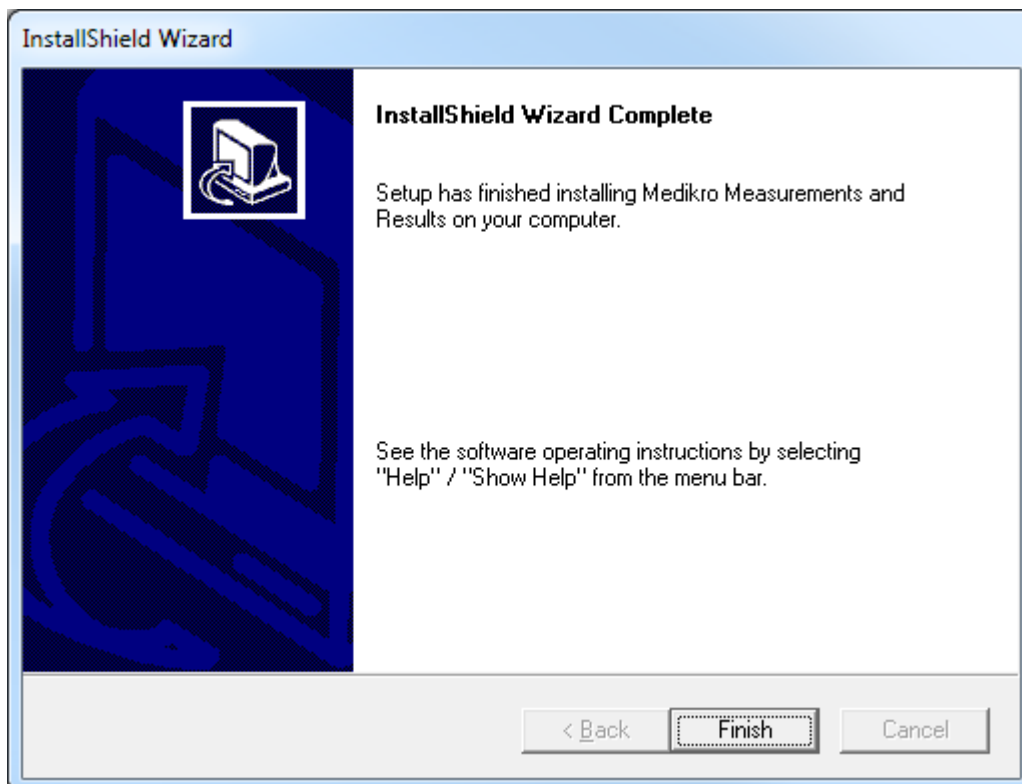 InstallShield Wizard
InstallShield Wizard Complete
Setup has finished installing Medikro Measurements and
Results on your computer.
See the software operating instructions by selecting
"Help" / "Show Help" from the menu bar.
< Back
Finish
Cancel